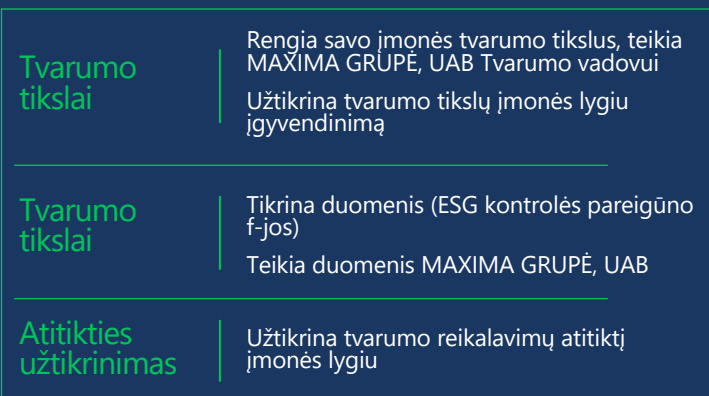 Tvarumo
tikslai
Rengia savo įmonės tvarumo tikslus, teikia
MAXIMA GRUPĖ, UAB Tvarumo vadovui
Užtikrina tvarumo tikslų įmonės lygiu
įgyvendinimą
Tvarumo
tikslai
Tikrina duomenis (ESG kontrolės pareigūno
f-jos)
Teikia duomenis MAXIMA GRUPĖ, UAB
Atitikties
užtikrinimas
Užtikrina tvarumo reikalavimų atitiktį
įmonės lygiu